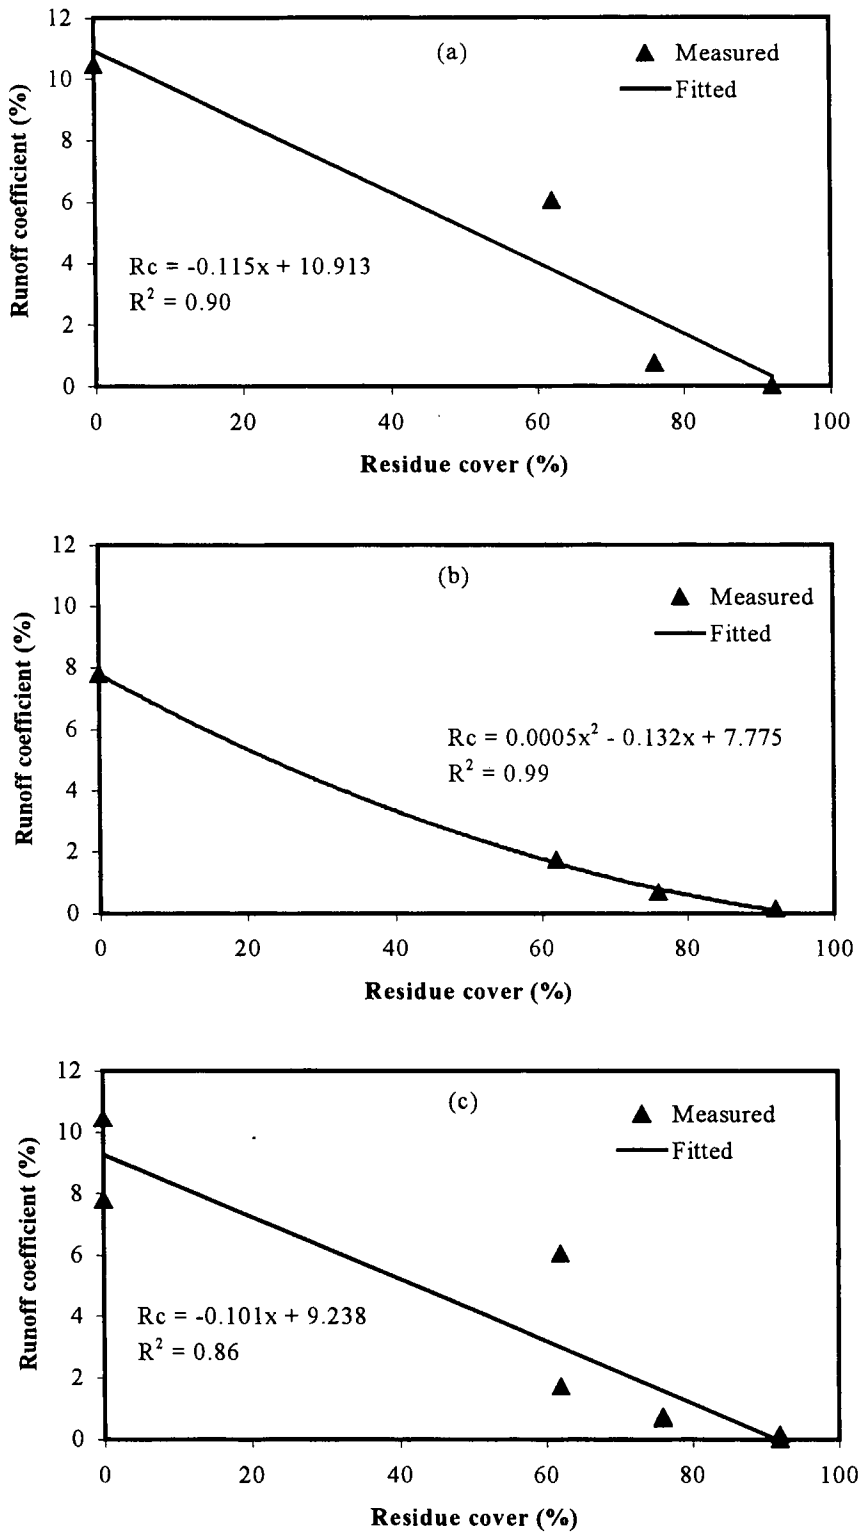 12
10
8
6
4
2
0
Runoff coefficient (%)
(a)
Measured
Fitted
Rc = -0.115x + 10.913
R² = 0.90
0 20 40 60 80 100
Residue cover (%)
12
10
8
6
4
2
0
Runoff coefficient (%)
(b)
Measured
Fitted
Rc = 0.0005x² - 0.132x + 7.775
R² = 0.99
0 20 40 60 80 100
Residue cover (%)
12
10
8
6
4
2
0
Runoff coefficient (%)
(c)
Measured
Fitted
Rc = -0.101x + 9.238
R² = 0.86
0 20 40 60 80 100
Residue cover (%)